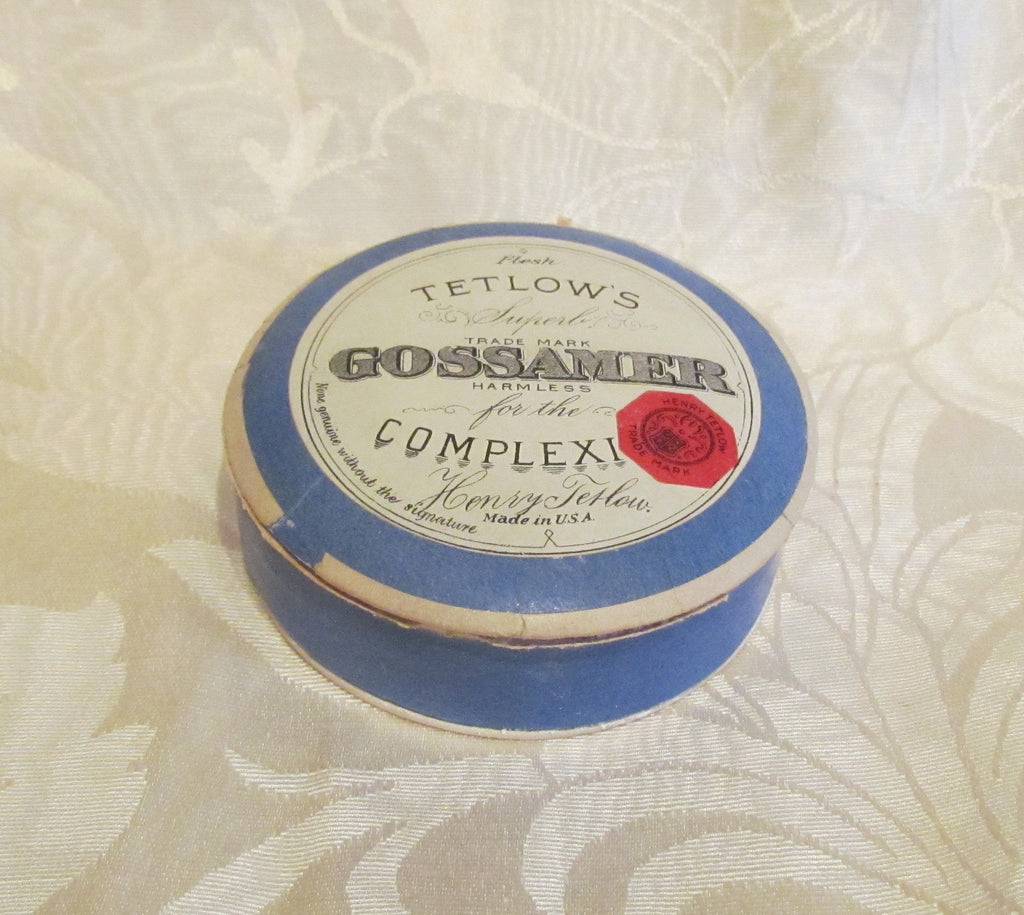 Flesh
TETLOW'S
Superb
TRADE MARK
GOSSAMER
HARMLESS
for the
COMPLEXI
Henry Tetlow.
Made in U.S.A.
None genuine without the signature
HENRY TETLOW
TRADE MARK